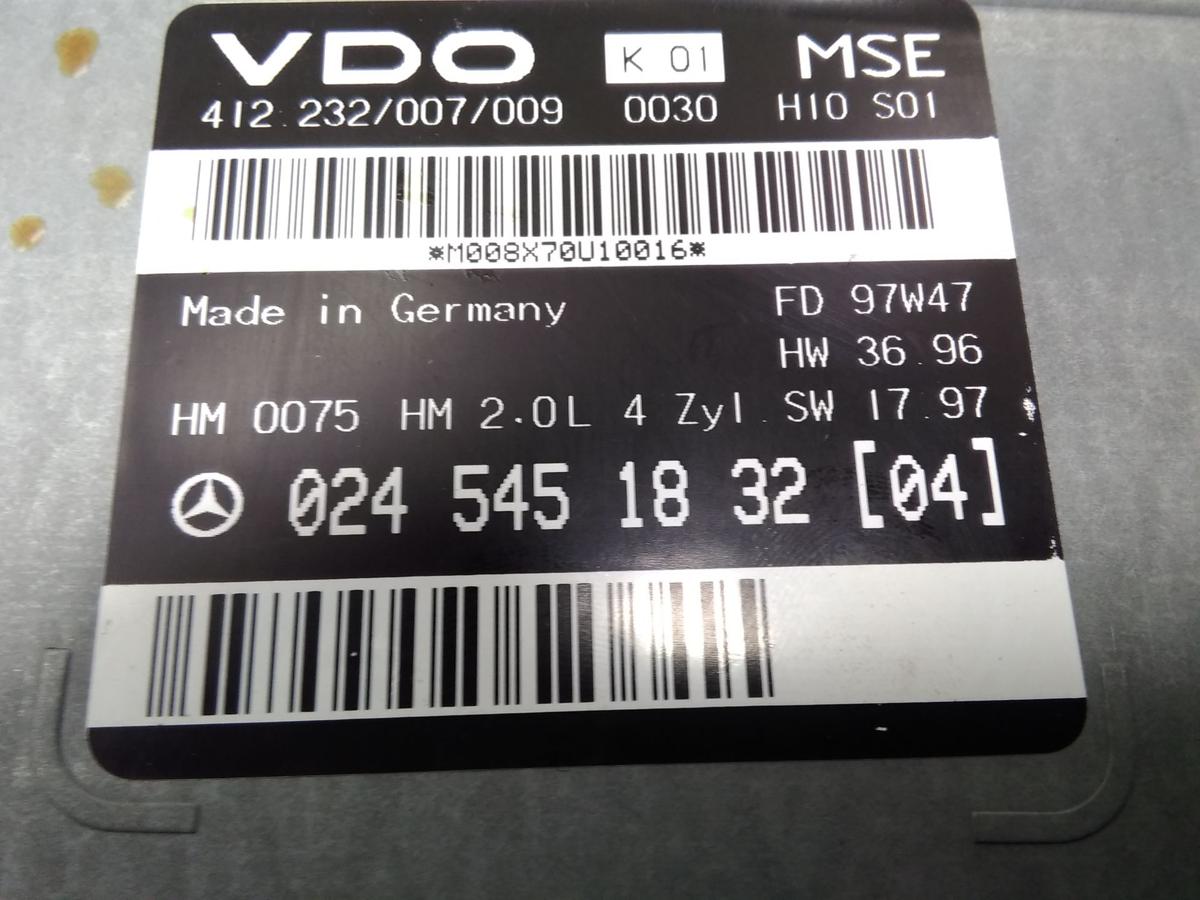 VDO K 01 MSE
412.232/007/009 0030 H10 S01
*M008X70U10016*
Made in Germany FD 97W47
HW 36.96
HM 0075 HM 2.0L 4 Zyl. SW 17.97
024 545 18 32 [04]